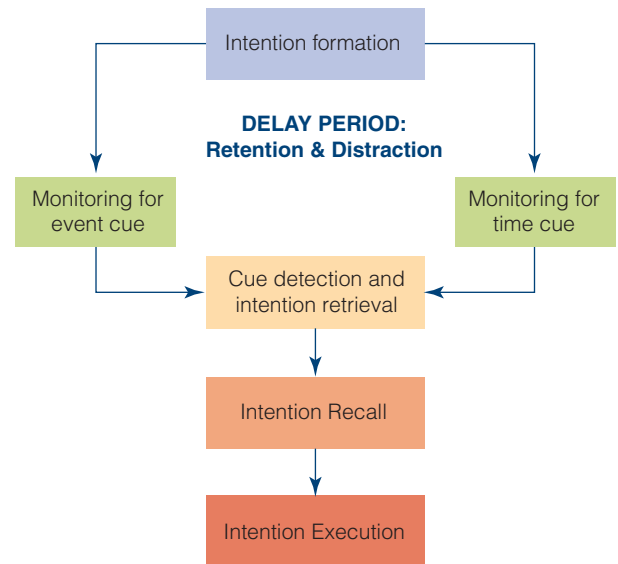 Intention formation
DELAY PERIOD:
Retention & Distraction
Monitoring for
event cue
Monitoring for
time cue
Cue detection and
intention retrieval
Intention Recall
Intention Execution